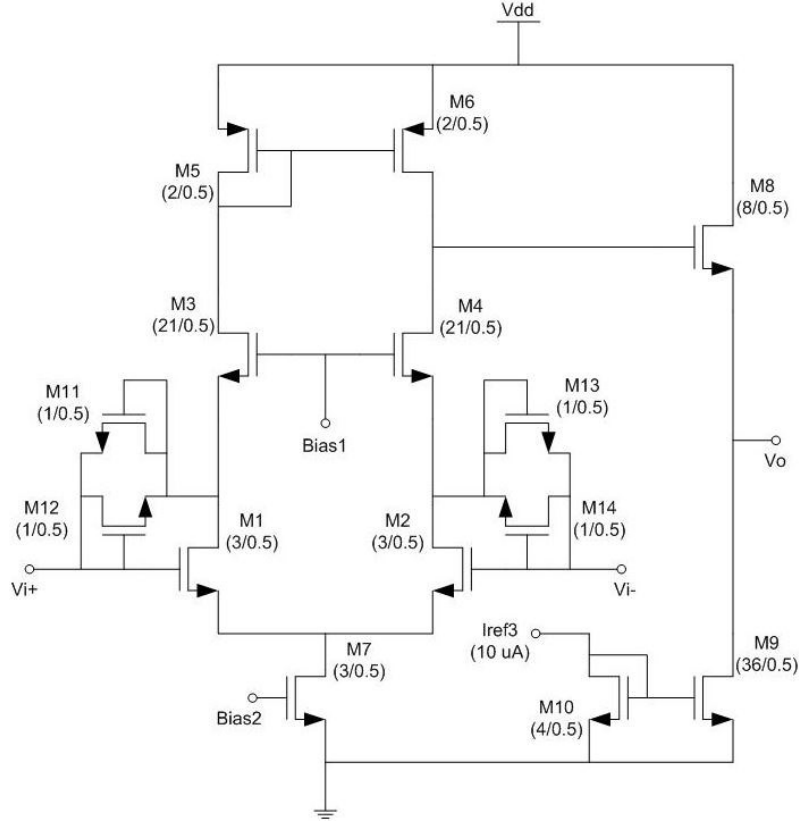 Vdd
M6
(2/0.5)
M5
(2/0.5)
M8
(8/0.5)
M3
(21/0.5)
M4
(21/0.5)
M11
(1/0.5)
M13
(1/0.5)
Bias1
Vo
M12
(1/0.5)
M1
(3/0.5)
M2
(3/0.5)
M14
(1/0.5)
Vi+
Vi-
Iref3
(10 uA)
M7
(3/0.5)
M9
(36/0.5)
Bias2
M10
(4/0.5)